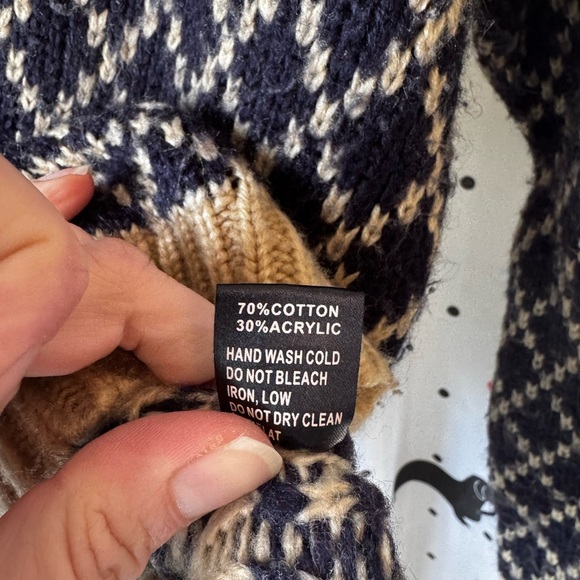 70%COTTON
30%ACRYLIC
HAND WASH COLD
DO NOT BLEACH
IRON, LOW
DO NOT DRY CLEAN